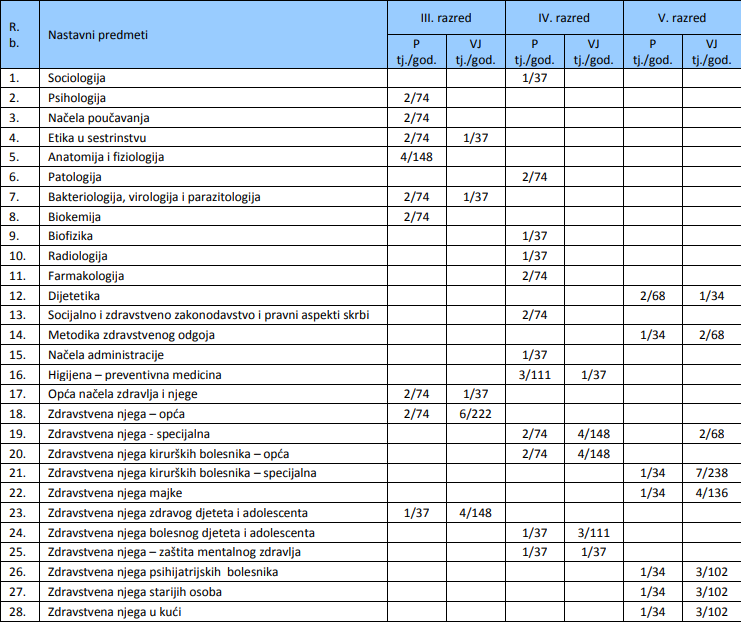 R. b. Nastavni predmeti III. razred IV. razred V. razred
P tj./god. VJ tj./god. P tj./god. VJ tj./god. P tj./god. VJ tj./god.
1. Sociologija 1/37
2. Psihologija 2/74
3. Načela poučavanja 2/74
4. Etika u sestrinstvu 2/74 1/37
5. Anatomija i fiziologija 4/148
6. Patologija 2/74
7. Bakteriologija, virologija i parazitologija 2/74 1/37
8. Biokemija 2/74
9. Biofizika 1/37
10. Radiologija 1/37
11. Farmakologija 2/74
12. Dijetetika 2/68 1/34
13. Socijalno i zdravstveno zakonodavstvo i pravni aspekti skrbi 2/74
14. Metodika zdravstvenog odgoja 1/34 2/68
15. Načela administracije 1/37
16. Higijena – preventivna medicina 3/111 1/37
17. Opća načela zdravlja i njege 2/74 1/37
18. Zdravstvena njega – opća 2/74 6/222
19. Zdravstvena njega - specijalna 2/74 4/148 2/68
20. Zdravstvena njega kirurških bolesnika – opća 2/74 4/148
21. Zdravstvena njega kirurških bolesnika – specijalna 1/34 7/238
22. Zdravstvena njega majke 1/34 4/136
23. Zdravstvena njega zdravog djeteta i adolescenta 1/37 4/148
24. Zdravstvena njega bolesnog djeteta i adolescenta 1/37 3/111
25. Zdravstvena njega – zaštita mentalnog zdravlja 1/37 1/37
26. Zdravstvena njega psihijatrijskih bolesnika 1/34 3/102
27. Zdravstvena njega starijih osoba 1/34 3/102
28. Zdravstvena njega u kući 1/34 3/102